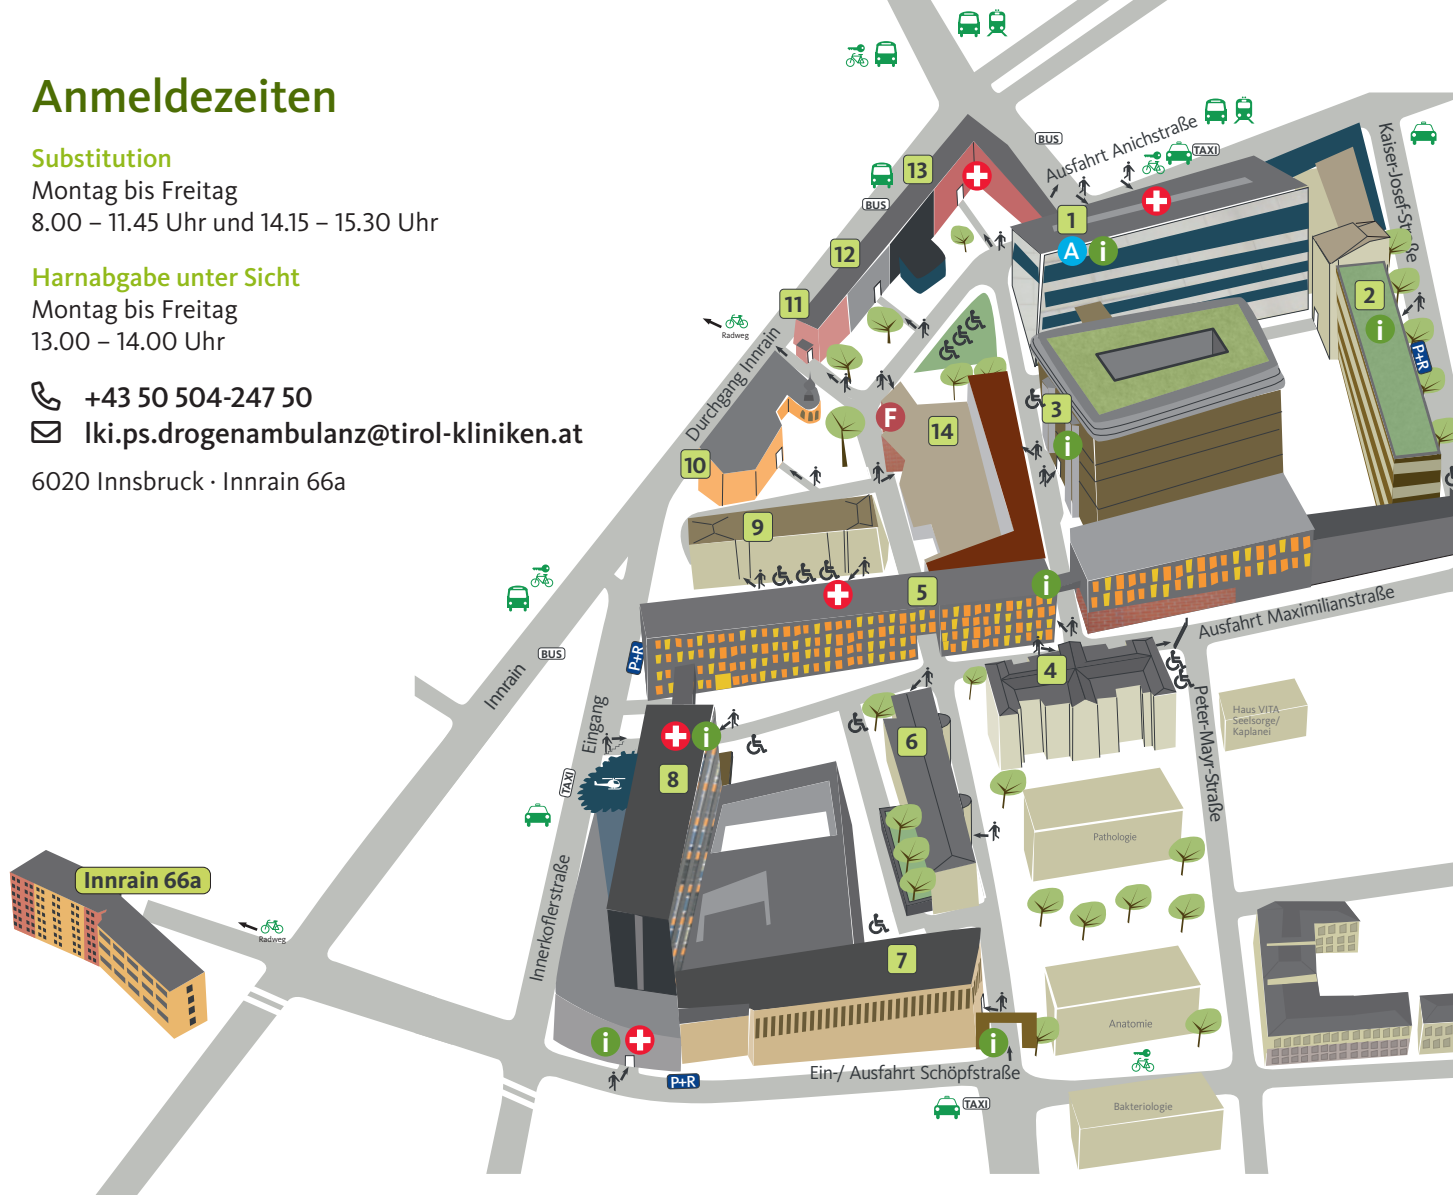 Anmeldezeiten
Substitution
Montag bis Freitag
8.00 – 11.45 Uhr und 14.15 – 15.30 Uhr
Harnabgabe unter Sicht
Montag bis Freitag
13.00 – 14.00 Uhr
+43 50 504-247 50
lki.ps.drogenambulanz@tirol-kliniken.at
6020 Innsbruck · Innrain 66a
BUS
Ausfahrt Anichstraße
TAXI
Kaiser-Josef-Straße
13
BUS
1
A
i
12
11
2
i
P+R
Radweg
Durchgang Innrain
3
i
F
14
10
9
5
i
Ausfahrt Maximilianstraße
BUS
P+R
Innrain
4
Eingang
Peter-Mayr-Straße
Haus VITA
Seelsorge/
Kaplanei
i
6
8
TAXI
Pathologie
Innrain 66a
Innerkoflerstraße
Radweg
7
Anatomie
i
i
Ein-/ Ausfahrt Schöpfstraße
P+R
TAXI
Bakteriologie